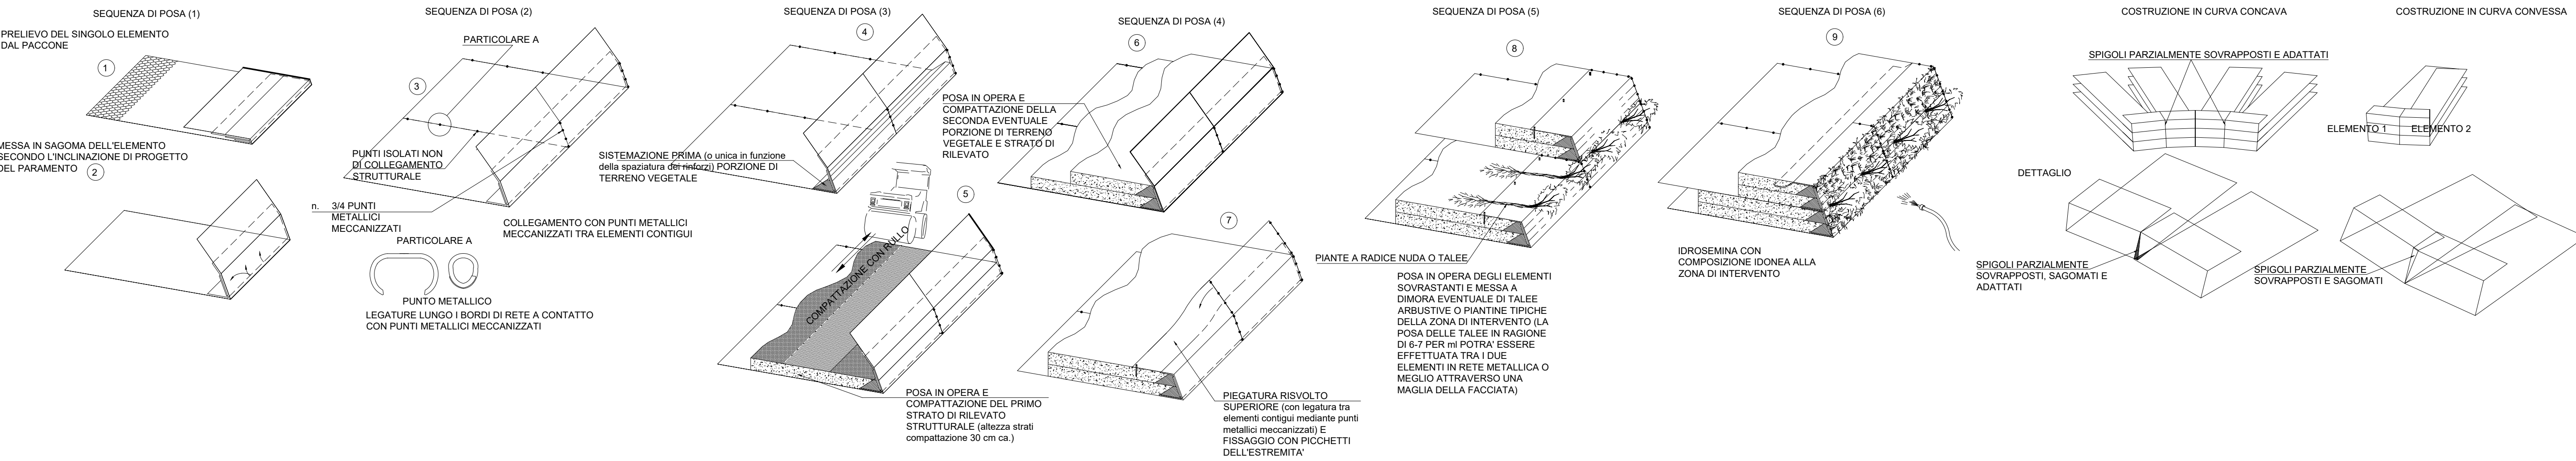 SEQUENZA DI POSA (1)
PRELIEVO DEL SINGOLO ELEMENTO
DAL PACCONE
1
MESSA IN SAGOMA DELL'ELEMENTO
SECONDO L'INCLINAZIONE DI PROGETTO
DEL PARAMENTO
2
SEQUENZA DI POSA (2)
PARTICOLARE A
3
PUNTI ISOLATI NON
DI COLLEGAMENTO
STRUTTURALE
n. 3/4 PUNTI
METALLICI
MECCANIZZATI
COLLEGAMENTO CON PUNTI METALLICI
MECCANIZZATI TRA ELEMENTI CONTIGUI
PARTICOLARE A
PUNTO METALLICO
LEGATURE LUNGO I BORDI DI RETE A CONTATTO
CON PUNTI METALLICI MECCANIZZATI
SEQUENZA DI POSA (3)
4
SISTEMAZIONE PRIMA (o unica in funzione
della spaziatura dei rinforzi) PORZIONE DI
TERRENO VEGETALE
5
COMPATTAZIONE CON RULLO
POSA IN OPERA E
COMPATTAZIONE DEL PRIMO
STRATO DI RILEVATO
STRUTTURALE (altezza strati
compattazione 30 cm ca.)
SEQUENZA DI POSA (4)
6
POSA IN OPERA E
COMPATTAZIONE DELLA
SECONDA EVENTUALE
PORZIONE DI TERRENO
VEGETALE E STRATO DI
RILEVATO
7
PIEGATURA RISVOLTO
SUPERIORE (con legatura tra
elementi contigui mediante punti
metallici meccanizzati) E
FISSAGGIO CON PICCHETTI
DELL'ESTREMITA'
SEQUENZA DI POSA (5)
8
PIANTE A RADICE NUDA O TALEE
POSA IN OPERA DEGLI ELEMENTI
SOVRASTANTI E MESSA A
DIMORA EVENTUALE DI TALEE
ARBUSTIVE O PIANTINE TIPICHE
DELLA ZONA DI INTERVENTO (LA
POSA DELLE TALEE IN RAGIONE
DI 6-7 PER ml POTRA' ESSERE
EFFETTUATA TRA I DUE
ELEMENTI IN RETE METALLICA O
MEGLIO ATTRAVERSO UNA
MAGLIA DELLA FACCIATA)
SEQUENZA DI POSA (6)
9
IDROSEMINA CON
COMPOSIZIONE IDONEA ALLA
ZONA DI INTERVENTO
COSTRUZIONE IN CURVA CONCAVA
SPIGOLI PARZIALMENTE SOVRAPPOSTI E ADATTATI
DETTAGLIO
SPIGOLI PARZIALMENTE
SOVRAPPOSTI, SAGOMATI E
ADATTATI
COSTRUZIONE IN CURVA CONVESSA
ELEMENTO 1
ELEMENTO 2
SPIGOLI PARZIALMENTE
SOVRAPPOSTI E SAGOMATI